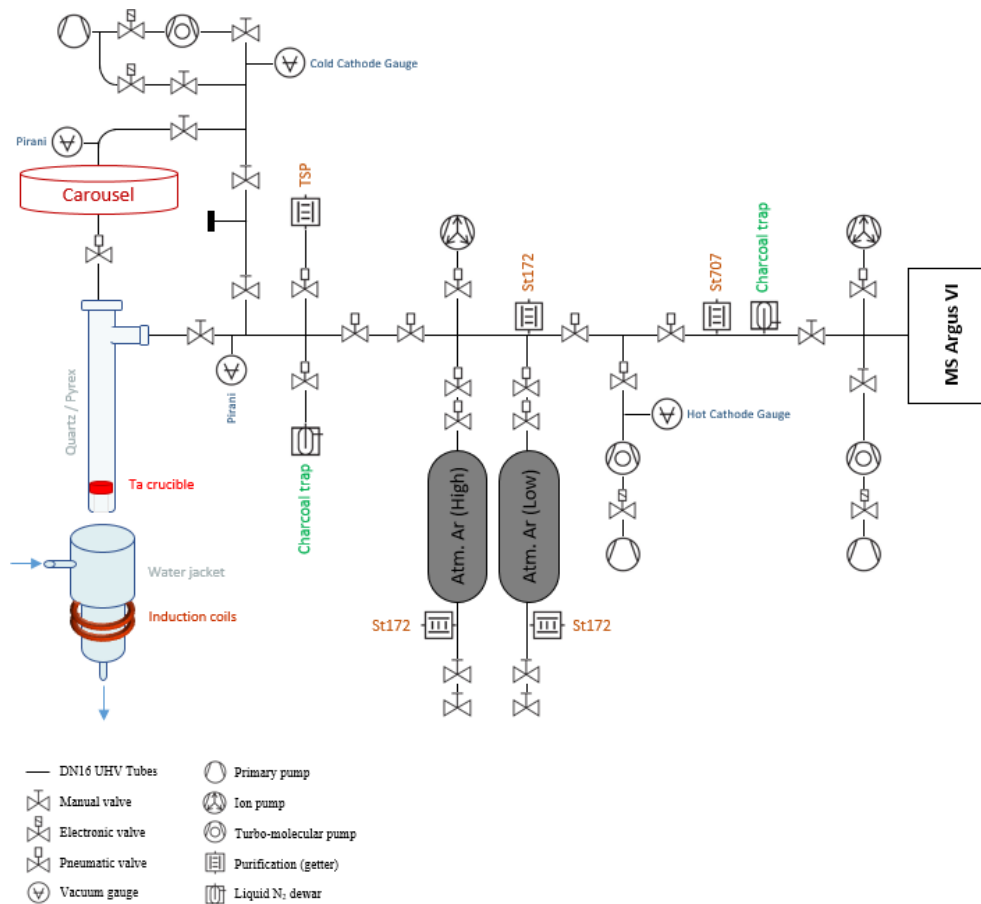 Cold Cathode Gauge
Pirani
Carousel
TSP
St172
St707
Charcoal trap
MS Argus VI
Quartz / Pyrex
Pirani
Hot Cathode Gauge
Ta crucible
Charcoal trap
Atm. Ar (High)
Atm. Ar (Low)
Water jacket
Induction coils
St172
St172
DN16 UHV Tubes
Primary pump
Manual valve
Ion pump
Electronic valve
Turbo-molecular pump
Pneumatic valve
Purification (getter)
Vacuum gauge
Liquid N₂ dewar